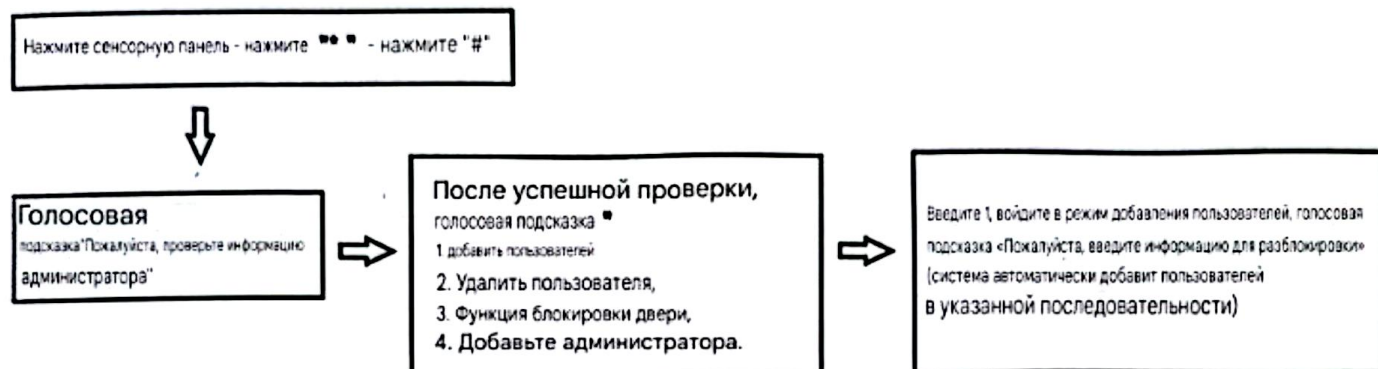 Нажмите сенсорную панель - нажмите "*" - нажмите "#"
Голосовая
подсказка"Пожалуйста, проверьте информацию
администратора"
После успешной проверки,
голосовая подсказка "
1. добавить пользователей
2. Удалить пользователя,
3. Функция блокировки двери,
4. Добавьте администратора.
Введите 1, войдите в режим добавления пользователей, голосовая
подсказка «Пожалуйста, введите информацию для разблокировки»
(система автоматически добавит пользователей
в указанной последовательности)